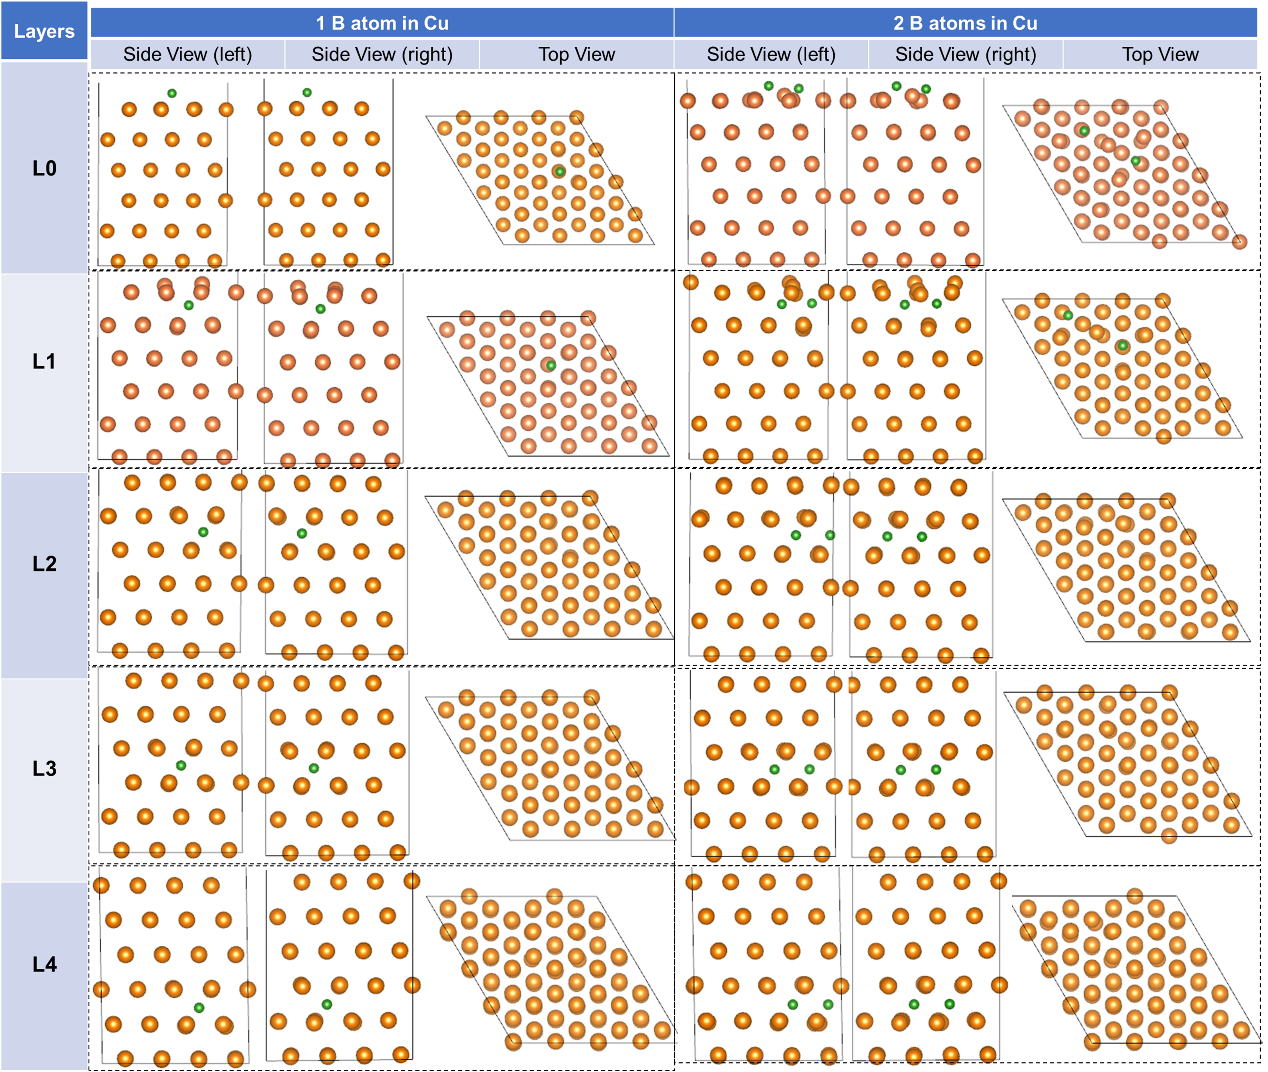 Layers
1 B atom in Cu
2 B atoms in Cu
Side View (left)
Side View (right)
Top View
Side View (left)
Side View (right)
Top View
L0
L1
L2
L3
L4